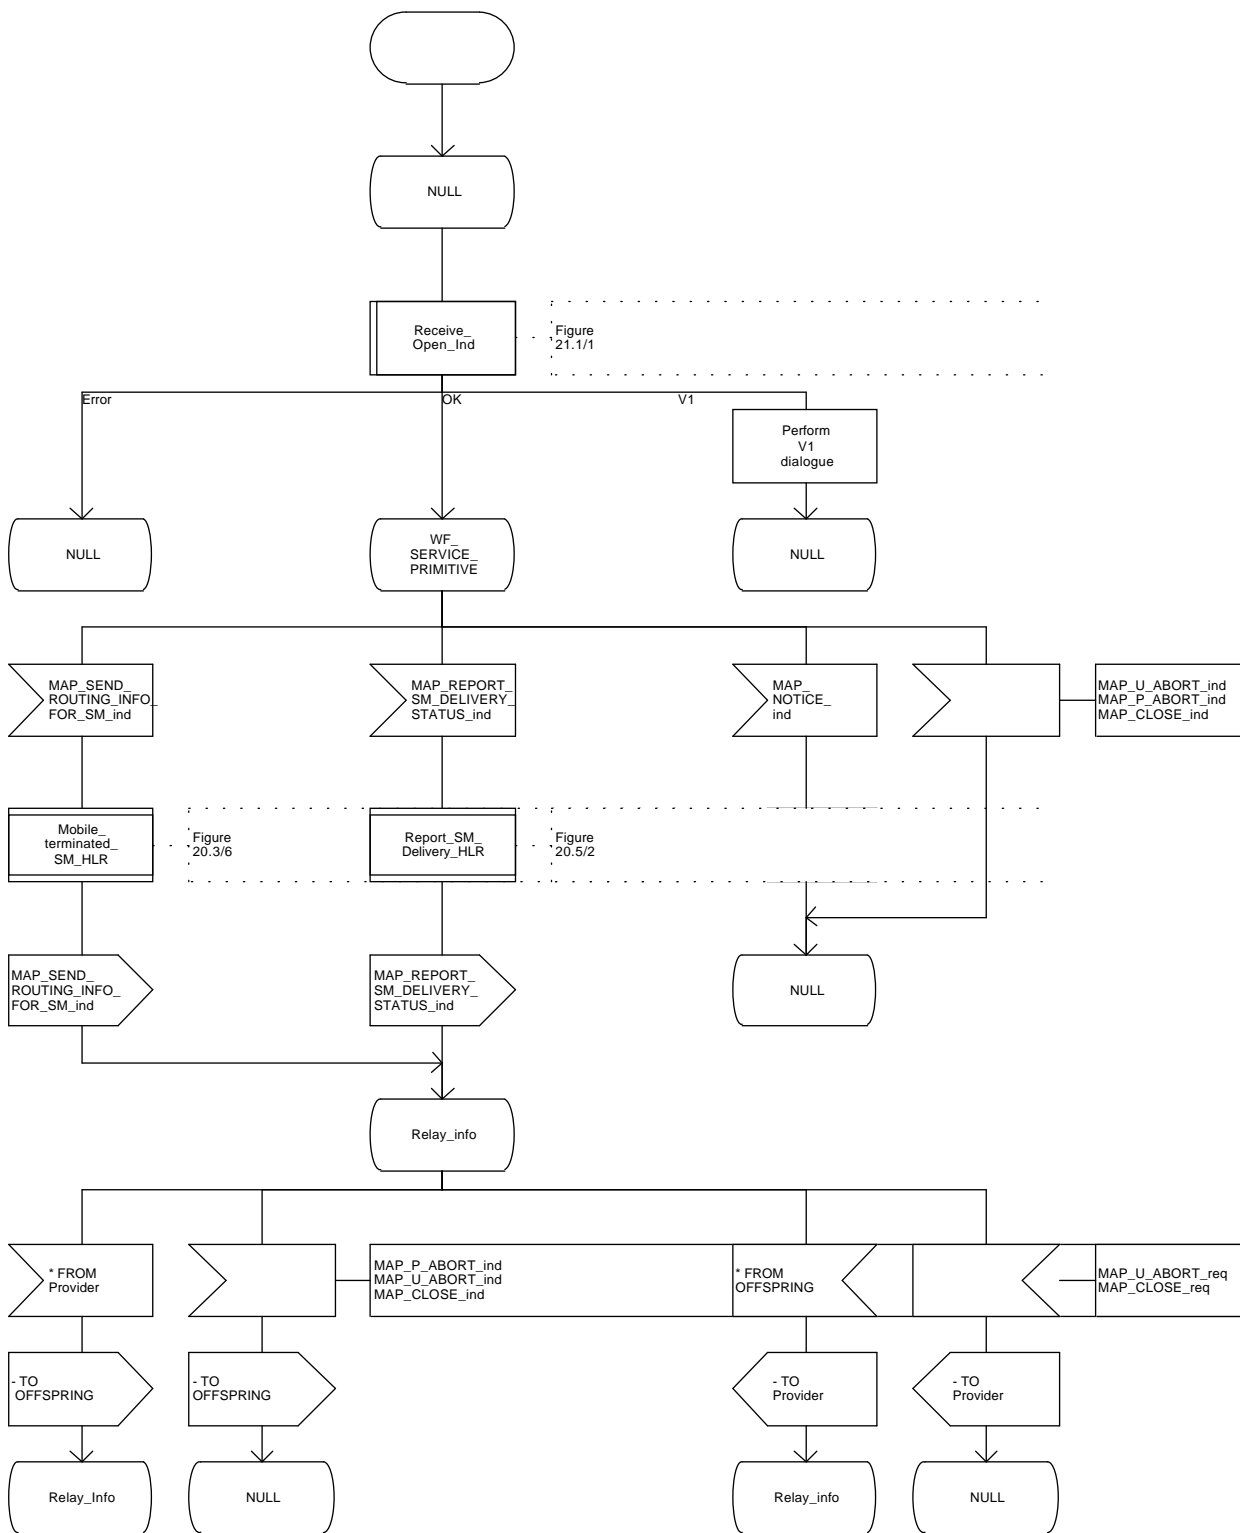 NULL
Receive_
Open_Ind
Figure
21.1/1
Error
OK
V1
Perform
V1
dialogue
NULL
WF_
SERVICE_
PRIMITIVE
NULL
MAP_SEND_
ROUTING_INFO_
FOR_SM_ind
MAP_REPORT_
SM_DELIVERY_
STATUS_ind
MAP_
NOTICE_
ind
MAP_U_ABORT_ind
MAP_P_ABORT_ind
MAP_CLOSE_ind
Mobile_
terminated_
SM_HLR
Figure
20.3/6
Report_SM_
Delivery_HLR
Figure
20.5/2
MAP_SEND_
ROUTING_INFO_
FOR_SM_ind
MAP_REPORT_
SM_DELIVERY_
STATUS_ind
NULL
Relay_info
* FROM
Provider
MAP_P_ABORT_ind
MAP_U_ABORT_ind
MAP_CLOSE_ind
* FROM
OFFSPRING
MAP_U_ABORT_req
MAP_CLOSE_req
- TO
OFFSPRING
- TO
OFFSPRING
- TO
Provider
- TO
Provider
Relay_Info
NULL
Relay_info
NULL